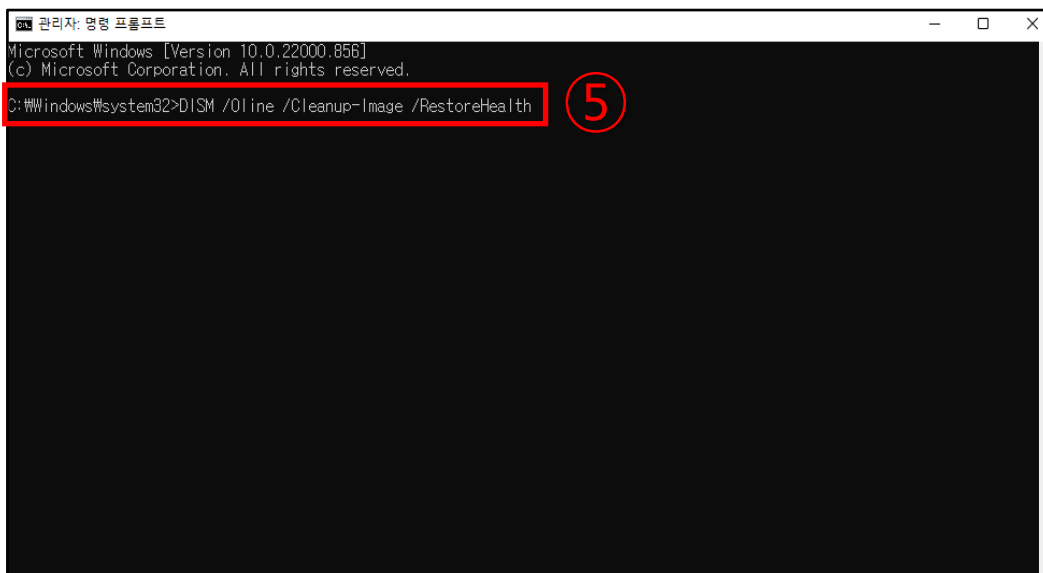 관리자: 명령 프롬프트
Microsoft Windows [Version 10.0.22000.856]
(c) Microsoft Corporation. All rights reserved.
C:₩Windows₩system32>DISM /Oline /Cleanup-Image /RestoreHealth
⑤